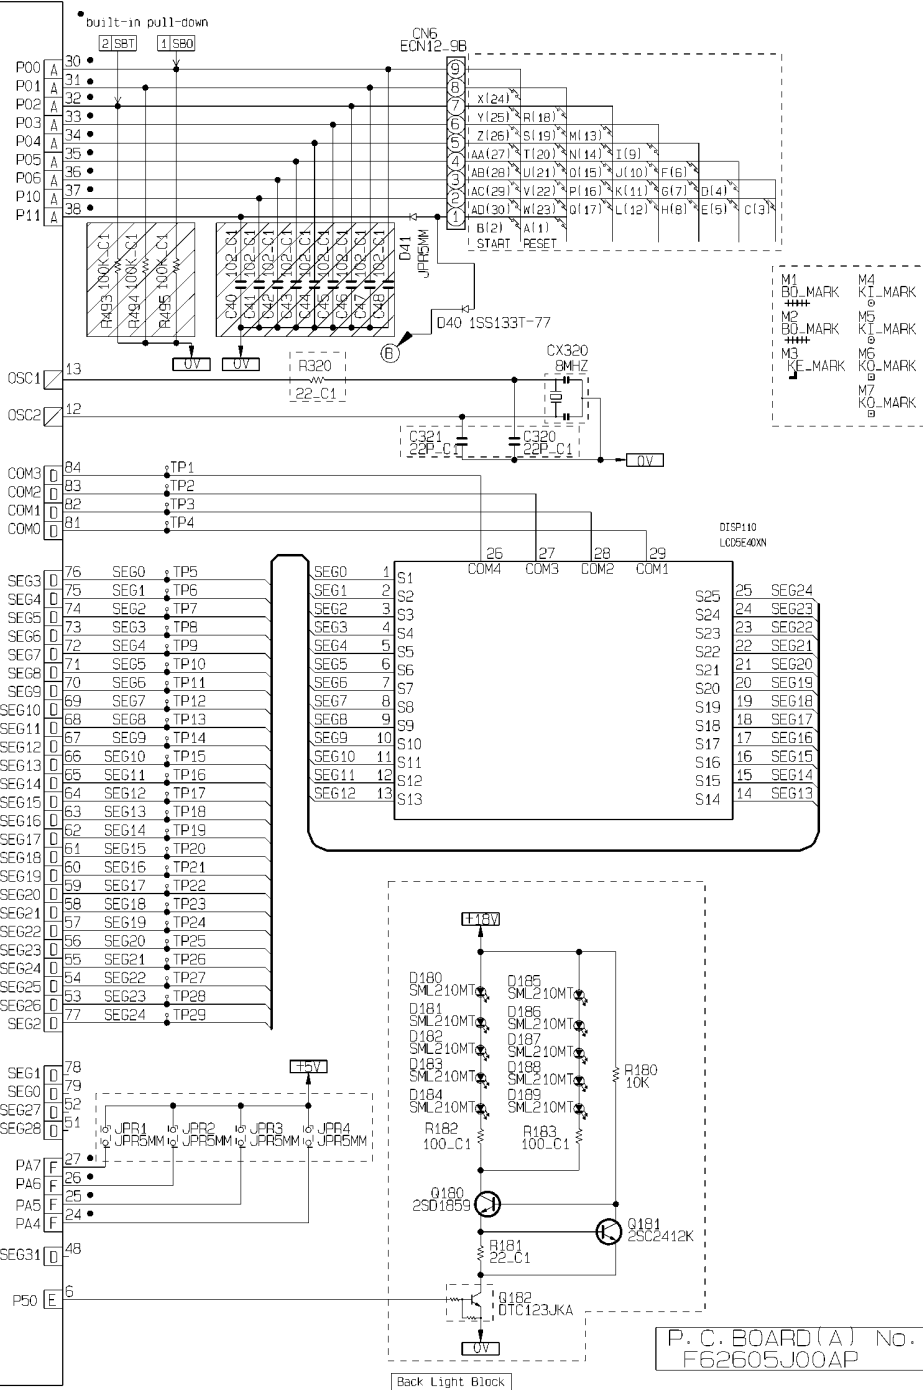 built-in pull-down
2 SBT 1 SB0
CN6
ECN12_9B
P00 A 30
P01 A 31
P02 A 32
P03 A 33
P04 A 34
P05 A 35
P06 A 36
P10 A 37
P11 A 38
9
8
7
6
5
4
3
2
1
X(24)
Y(25) R(18)
Z(26) S(19) M(13)
AA(27) T(20) N(14) I(9)
AB(28) U(21) O(15) J(10) F(6)
AC(29) V(22) P(16) K(11) G(7) D(4)
AD(30) W(23) Q(17) L(12) H(8) E(5) C(3)
B(2) A(1)
START RESET
R493 100K_C1
R494 100K_C1
R495 100K_C1
C40 102_C1
C41 102_C1
C42 102_C1
C43 102_C1
C44 102_C1
C45 102_C1
C46 102_C1
C47 102_C1
C48 102_C1
D41
JPR5MM
D40 1SS133T-77
0V
0V
M1
BO_MARK
M2
BO_MARK
M3
KE_MARK
M4
KI_MARK
M5
KI_MARK
M6
KO_MARK
M7
KO_MARK
OSC1 13
R320
22_C1
CX320
8MHZ
OSC2 12
C321
22P_C1
C320
22P_C1
0V
COM3 D 84 TP1
COM2 D 83 TP2
COM1 D 82 TP3
COM0 D 81 TP4
DISP110
LCD5E40XN
26 27 28 29
COM4 COM3 COM2 COM1
SEG3 D 76 SEG0 TP5
SEG4 D 75 SEG1 TP6
SEG5 D 74 SEG2 TP7
SEG6 D 73 SEG3 TP8
SEG7 D 72 SEG4 TP9
SEG8 D 71 SEG5 TP10
SEG9 D 70 SEG6 TP11
SEG10 D 69 SEG7 TP12
SEG11 D 68 SEG8 TP13
SEG12 D 67 SEG9 TP14
SEG13 D 66 SEG10 TP15
SEG14 D 65 SEG11 TP16
SEG15 D 64 SEG12 TP17
SEG16 D 63 SEG13 TP18
SEG17 D 62 SEG14 TP19
SEG18 D 61 SEG15 TP20
SEG19 D 60 SEG16 TP21
SEG20 D 59 SEG17 TP22
SEG21 D 58 SEG18 TP23
SEG22 D 57 SEG19 TP24
SEG23 D 56 SEG20 TP25
SEG24 D 55 SEG21 TP26
SEG25 D 54 SEG22 TP27
SEG26 D 53 SEG23 TP28
SEG2 D 77 SEG24 TP29
SEG0 1 S1
SEG1 2 S2
SEG2 3 S3
SEG3 4 S4
SEG4 5 S5
SEG5 6 S6
SEG6 7 S7
SEG7 8 S8
SEG8 9 S9
SEG9 10 S10
SEG10 11 S11
SEG11 12 S12
SEG12 13 S13
S25 25 SEG24
S24 24 SEG23
S23 23 SEG22
S22 22 SEG21
S21 21 SEG20
S20 20 SEG19
S19 19 SEG18
S18 18 SEG17
S17 17 SEG16
S16 16 SEG15
S15 15 SEG14
S14 14 SEG13
SEG1 D 78
SEG0 D 79
SEG27 D 52
SEG28 D 51
+5V
JPR1
JPR5MM
JPR2
JPR5MM
JPR3
JPR5MM
JPR4
JPR5MM
PA7 F 27
PA6 F 26
PA5 F 25
PA4 F 24
SEG31 D 48
P50 E 6
+18V
D180
SML210MT
D181
SML210MT
D182
SML210MT
D183
SML210MT
D184
SML210MT
D185
SML210MT
D186
SML210MT
D187
SML210MT
D188
SML210MT
D189
SML210MT
R180
10K
R182
100_C1
R183
100_C1
Q180
2SD1859
Q181
2SC2412K
R181
22_C1
Q182
DTC123JKA
0V
Back Light Block
P.C.BOARD(A) No.
F62605J00AP